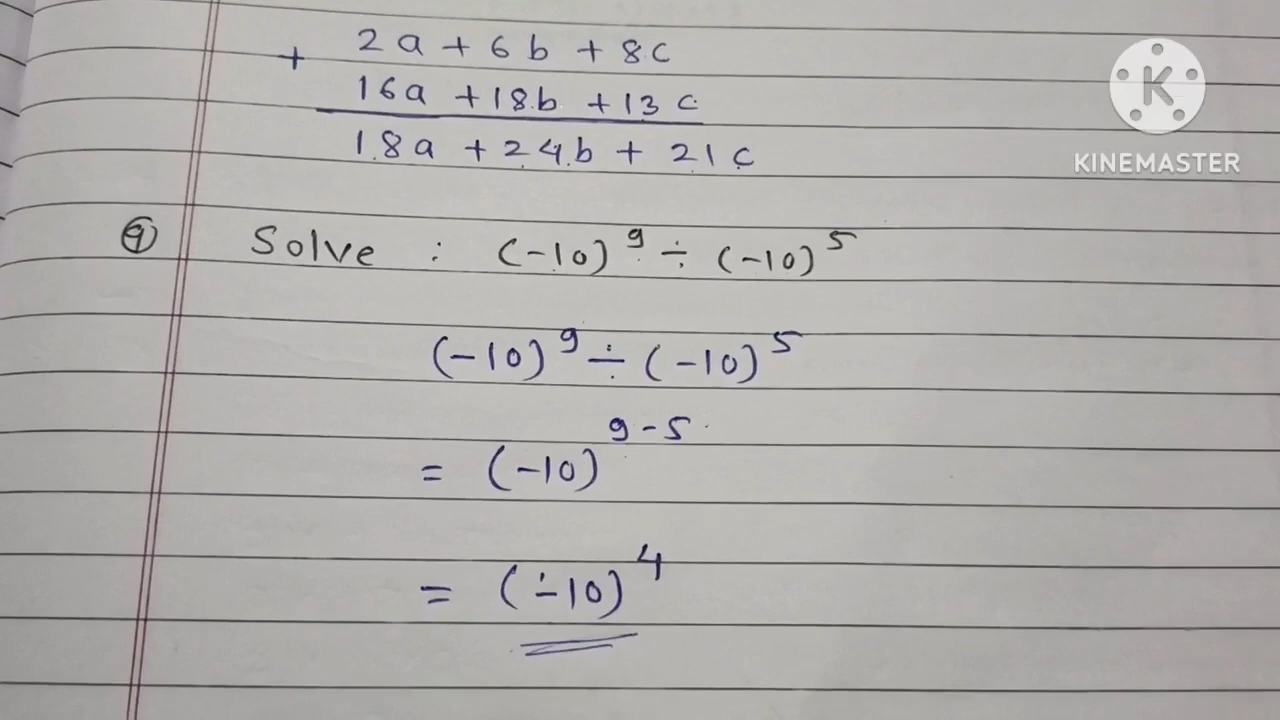 2a + 6b + 8c
+
16a + 18b + 13c
18a + 24b + 21c
K
KINEMASTER
⑨ Solve : (-10)⁹ ÷ (-10)⁵
(-10)⁹ ÷ (-10)⁵
= (-10)⁹⁻⁵
= (-10)⁴